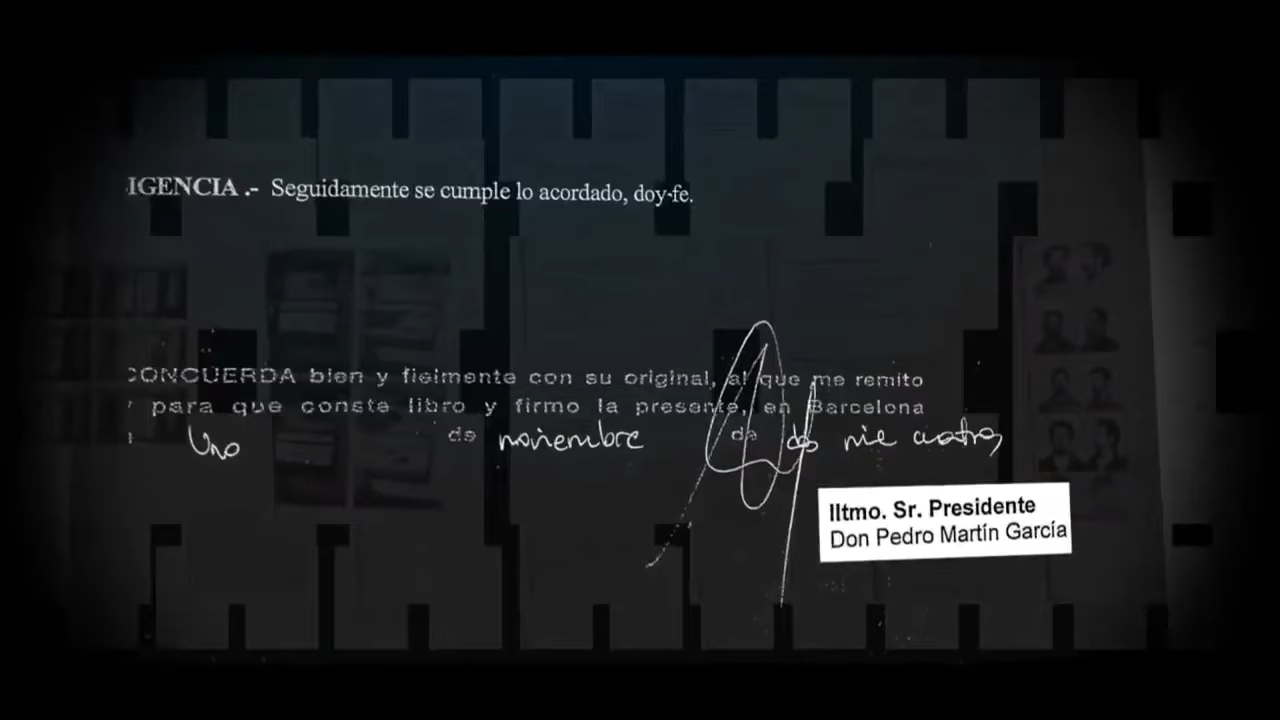 IGENCIA .- Seguidamente se cumple lo acordado, doy-fe.
CONCUERDA bien y fielmente con su original, al que me remito
y para que conste libro y firmo la presente, en Barcelona
Uno de noviembre de dos mil cuatro
Iltmo. Sr. Presidente
Don Pedro Martín García